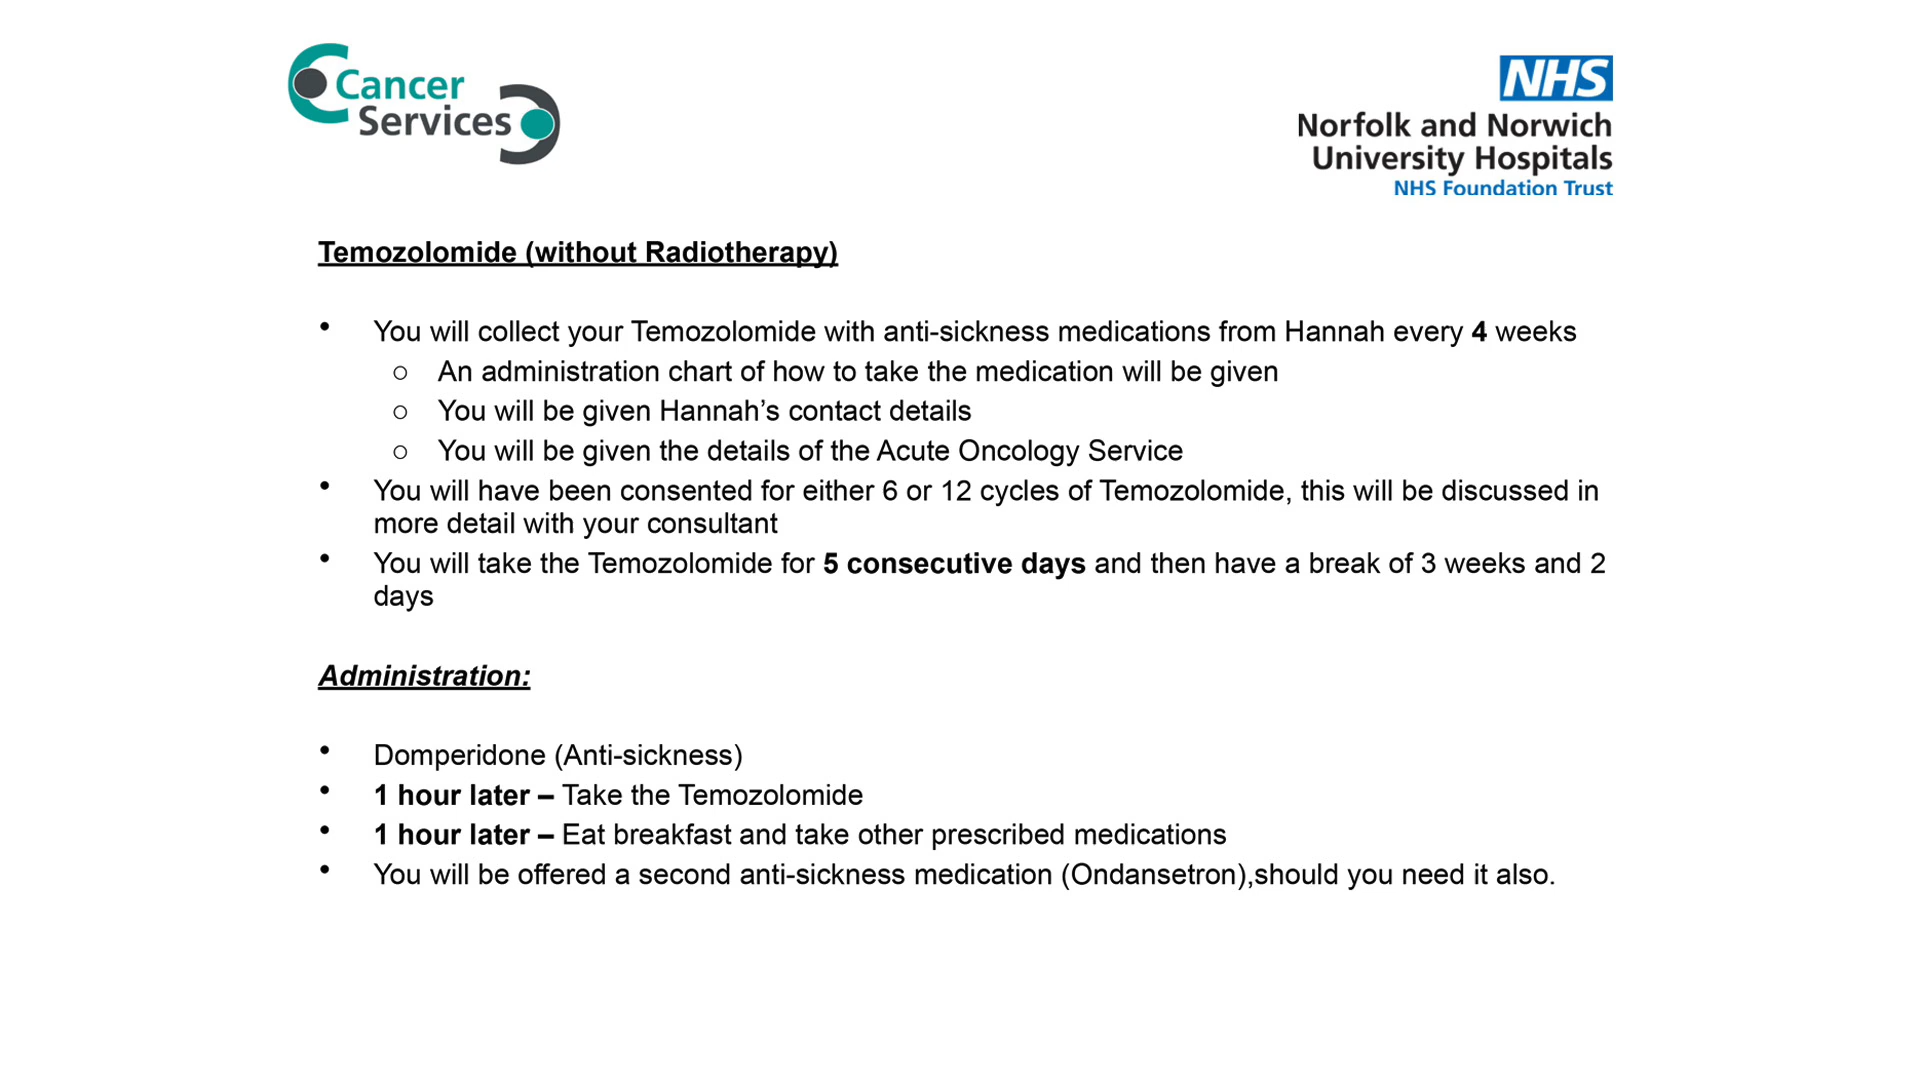 Cancer
Services
NHS
Norfolk and Norwich
University Hospitals
NHS Foundation Trust
Temozolomide (without Radiotherapy)
• You will collect your Temozolomide with anti-sickness medications from Hannah every 4 weeks
○ An administration chart of how to take the medication will be given
○ You will be given Hannah’s contact details
○ You will be given the details of the Acute Oncology Service
• You will have been consented for either 6 or 12 cycles of Temozolomide, this will be discussed in
more detail with your consultant
• You will take the Temozolomide for 5 consecutive days and then have a break of 3 weeks and 2
days
Administration:
• Domperidone (Anti-sickness)
• 1 hour later – Take the Temozolomide
• 1 hour later – Eat breakfast and take other prescribed medications
• You will be offered a second anti-sickness medication (Ondansetron),should you need it also.